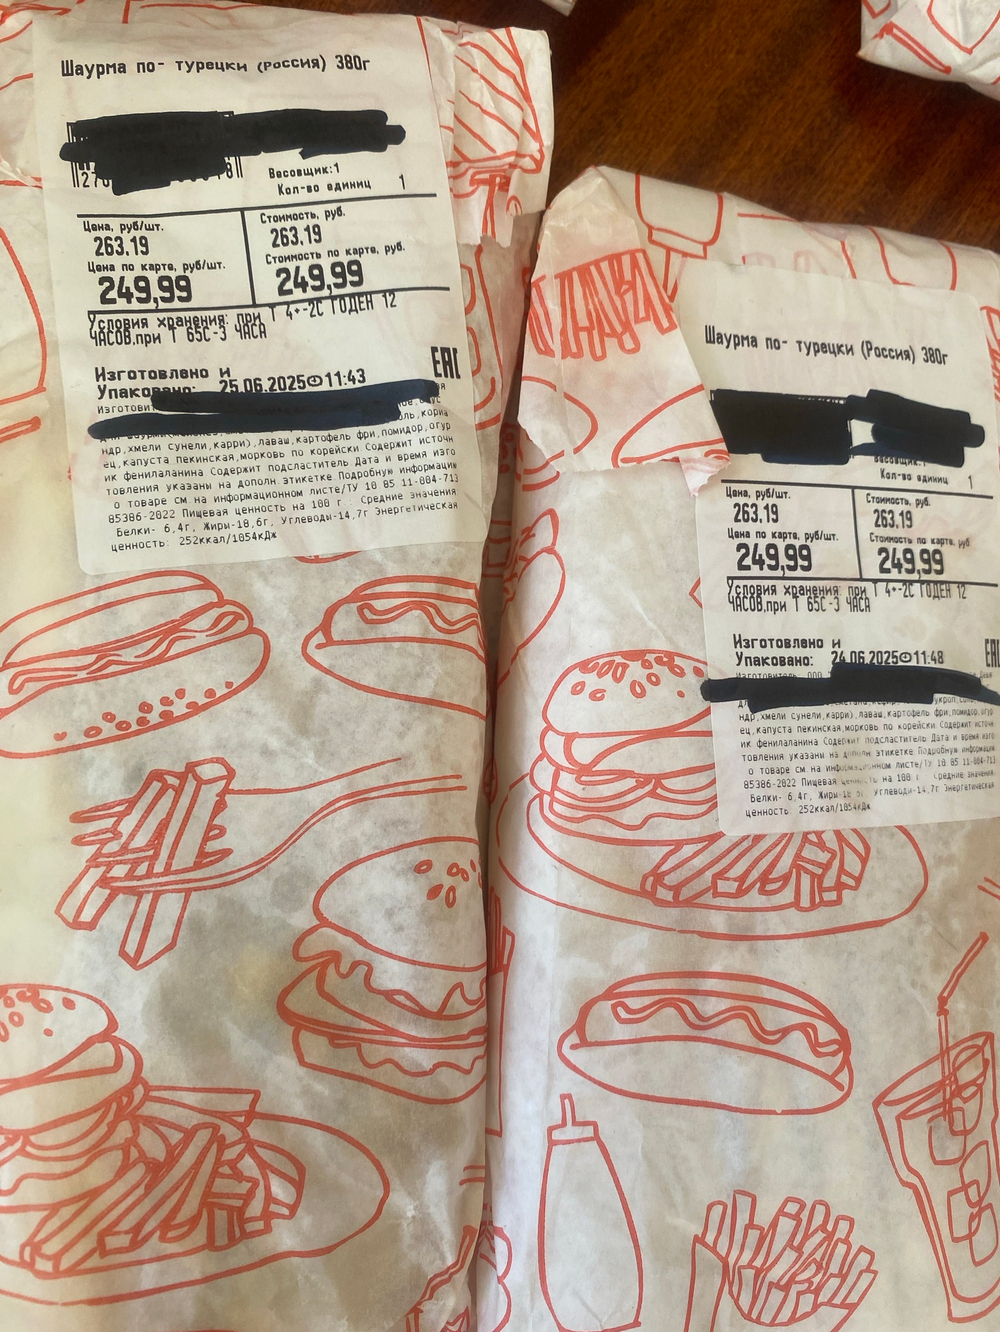 Шаурма по- турецки (Россия) 380г
Весовщик:1
Кол-во единиц 1
Цена, руб/шт.
263.19
Стоимость, руб.
263.19
Цена по карте, руб/шт.
249,99
Стоимость по карте, руб.
249,99
Условия хранения: при Т 4+-2С ГОДЕН 12
ЧАСОВ.при Т 65С-3 ЧАСА
Изготовлено и
Упаковано: 25.06.2025 11:43
EAC
ндр,хмели сунели,карри),лаваш,картофель фри,помидор,огур
ец,капуста пекинская,морковь по корейски Содержит источн
ик фенилаланина Содержит подсластитель Дата и время изго
товления указаны на дополн.этикетке Подробную информаци
о товаре см.на информационном листе/ТУ 10 85 11-004-713
85386-2022 Пищевая ценность на 100 г.: Средние значения
Белки- 6,4г, Жиры-18,6г, Углеводы-14,7г Энергетическая
ценность: 252ккал/1054кДж
Шаурма по- турецки (Россия) 380г
Кол-во единиц 1
Цена, руб/шт.
263.19
Стоимость, руб.
263.19
Цена по карте, руб/шт.
249,99
Стоимость по карте, руб
249,99
Условия хранения: при Т 4+-2С ГОДЕН 12
ЧАСОВ.при Т 65С-3 ЧАСА
Изготовлено и
Упаковано: 24.06.2025 11:48
Изготовитель: ООО
ндр,хмели сунели,карри),лаваш,картофель фри,помидор,огур
ец,капуста пекинская,морковь по корейски Содержит источн
ик фенилаланина Содержит подсластитель Дата и время изго
товления указаны на дополн этикетке Подробную информацию
о товаре см.на информационном листе/ТУ 10 85 11-004-713
85386-2022 Пищевая ценность на 100 г Средние значения
Белки- 6,4г, Жиры- Углеводы-14,7г Энергетическая
ценность: 252ккал/1054кДж